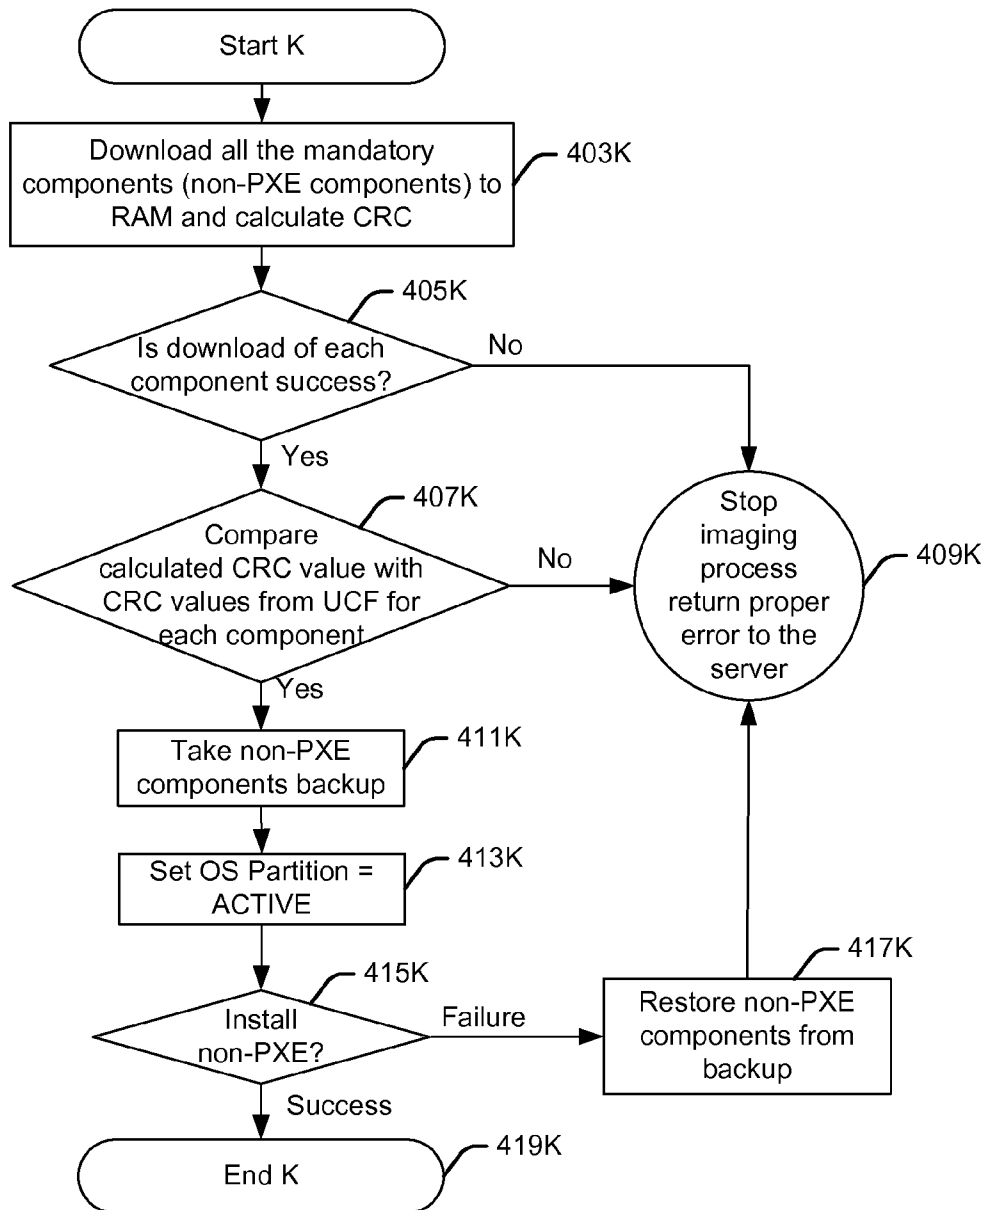 Start K
Download all the mandatory
components (non-PXE components) to
RAM and calculate CRC
403K
405K
Is download of each
component success?
No
Yes
407K
Compare
calculated CRC value with
CRC values from UCF for
each component
No
Stop
imaging
process
return proper
error to the
server
409K
Yes
Take non-PXE
components backup
411K
Set OS Partition =
ACTIVE
413K
415K
Install
non-PXE?
Failure
417K
Restore non-PXE
components from
backup
Success
End K
419K